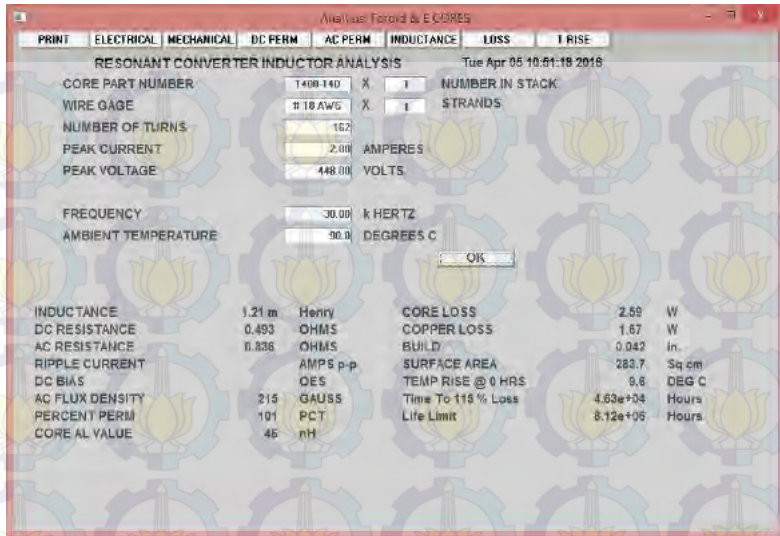 Analysis Toroid & E CORES
PRINT ELECTRICAL MECHANICAL DC PERM AC PERM INDUCTANCE LOSS T RISE
RESONANT CONVERTER INDUCTOR ANALYSIS Tue Apr 05 10:51:18 2016
CORE PART NUMBER T400-14D X 1 NUMBER IN STACK
WIRE GAGE # 18 AWG X 1 STRANDS
NUMBER OF TURNS 162
PEAK CURRENT 2.00 AMPERES
PEAK VOLTAGE 448.00 VOLTS
FREQUENCY 30.00 k HERTZ
AMBIENT TEMPERATURE 90.0 DEGREES C
OK
INDUCTANCE 1.21 m Henry CORE LOSS 2.59 W
DC RESISTANCE 0.493 OHMS COPPER LOSS 1.67 W
AC RESISTANCE 0.836 OHMS BUILD 0.042 in.
RIPPLE CURRENT AMPS p-p SURFACE AREA 283.7 Sq cm
DC BIAS OES TEMP RISE @ 0 HRS 9.6 DEG C
AC FLUX DENSITY 215 GAUSS Time To 115 % Loss 4.63e+04 Hours
PERCENT PERM 101 PCT Life Limit 8.12e+06 Hours
CORE AL VALUE 46 nH